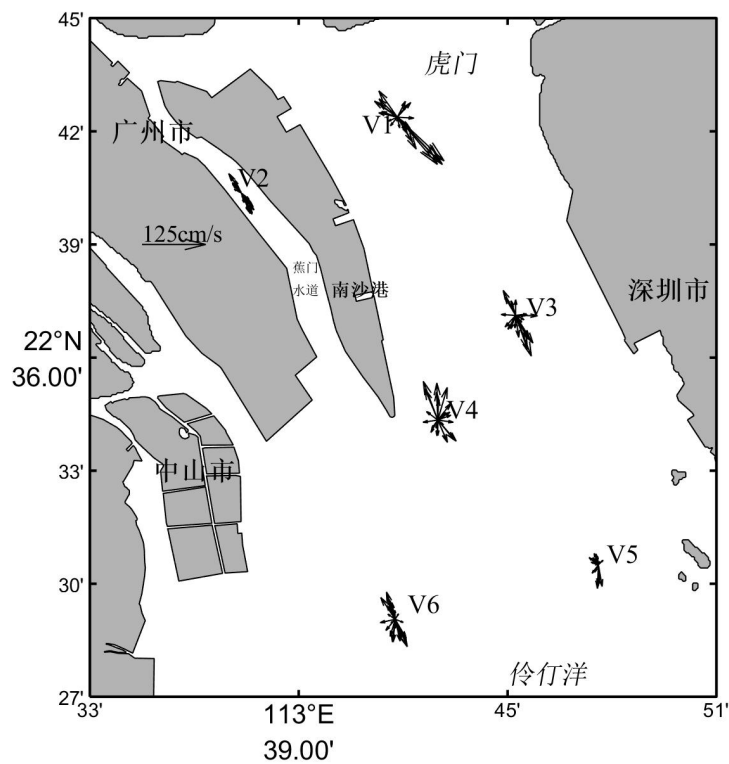 45'
虎门
42'
V1
广州市
V2
125cm/s
39'
蕉门
水道
南沙港
深圳市
V3
22°N
36.00'
V4
33'
中山市
V5
30'
V6
伶仃洋
27'
33'
113°E
39.00'
45'
51'